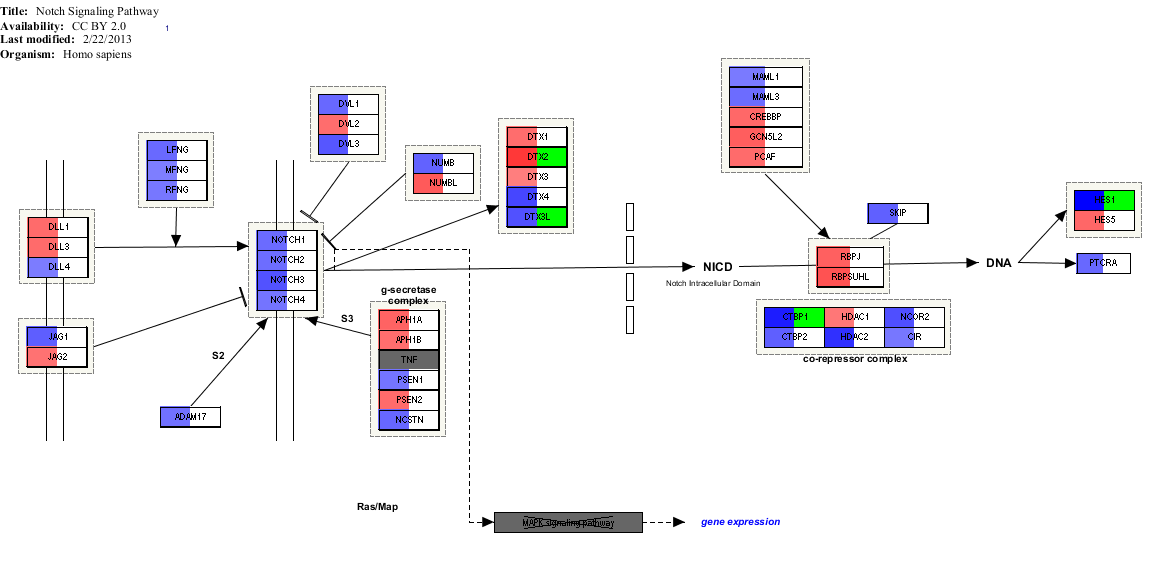 Title: Notch Signaling Pathway
Availability: CC BY 2.0
1
Last modified: 2/22/2013
Organism: Homo sapiens
MAML1
MAML3
CREBBP
GCN5L2
PCAF
DVL1
DVL2
DVL3
DTX1
DTX2
DTX3
DTX4
DTX3L
LFNG
MFNG
RFNG
NUMB
NUMBL
HES1
HES5
SKIP
DLL1
DLL3
DLL4
NOTCH1
NOTCH2
NOTCH3
NOTCH4
RBPJ
RBPSUHL
NICD
DNA
PTCRA
Notch Intracellular Domain
g-secretase
complex
APH1A
APH1B
TNF
PSEN1
PSEN2
NCSTN
S3
CTBP1
HDAC1
NCOR2
CTBP2
HDAC2
CIR
co-repressor complex
JAG1
JAG2
S2
ADAM17
Ras/Map
MAPK signaling pathway
gene expression